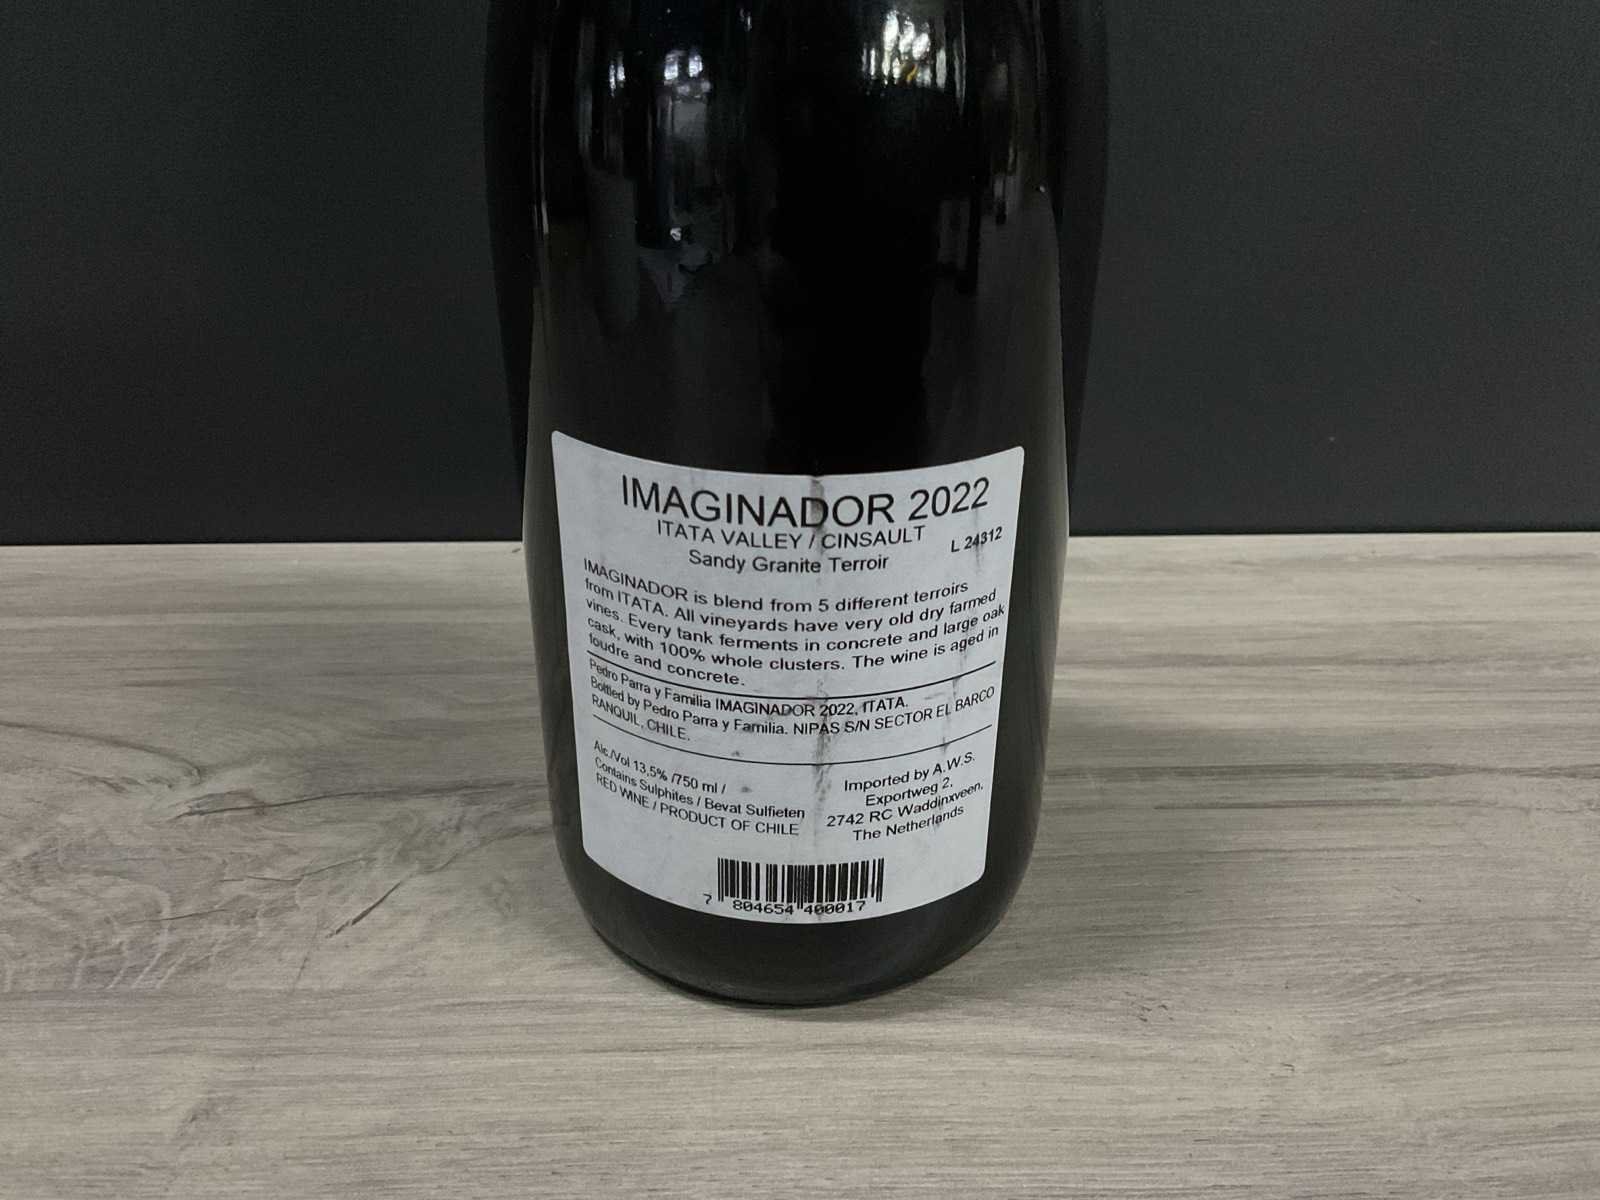 IMAGINADOR 2022
ITATA VALLEY / CINSAULT
L 24312
Sandy Granite Terroir
IMAGINADOR is blend from 5 different terroirs
from ITATA. All vineyards have very old dry farmed
vines. Every tank ferments in concrete and large oak
cask, with 100% whole clusters. The wine is aged in
foudre and concrete.
Pedro Parra y Familia IMAGINADOR 2022, ITATA.
Bottled by Pedro Parra y Familia. NIPAS S/N SECTOR EL BARCO
RANQUIL, CHILE.
Alc./Vol 13,5% /750 ml /
Contains Sulphites / Bevat Sulfieten
RED WINE / PRODUCT OF CHILE
Imported by A.W.S.
Exportweg 2,
2742 RC Waddinxveen,
The Netherlands
7 804654 400017